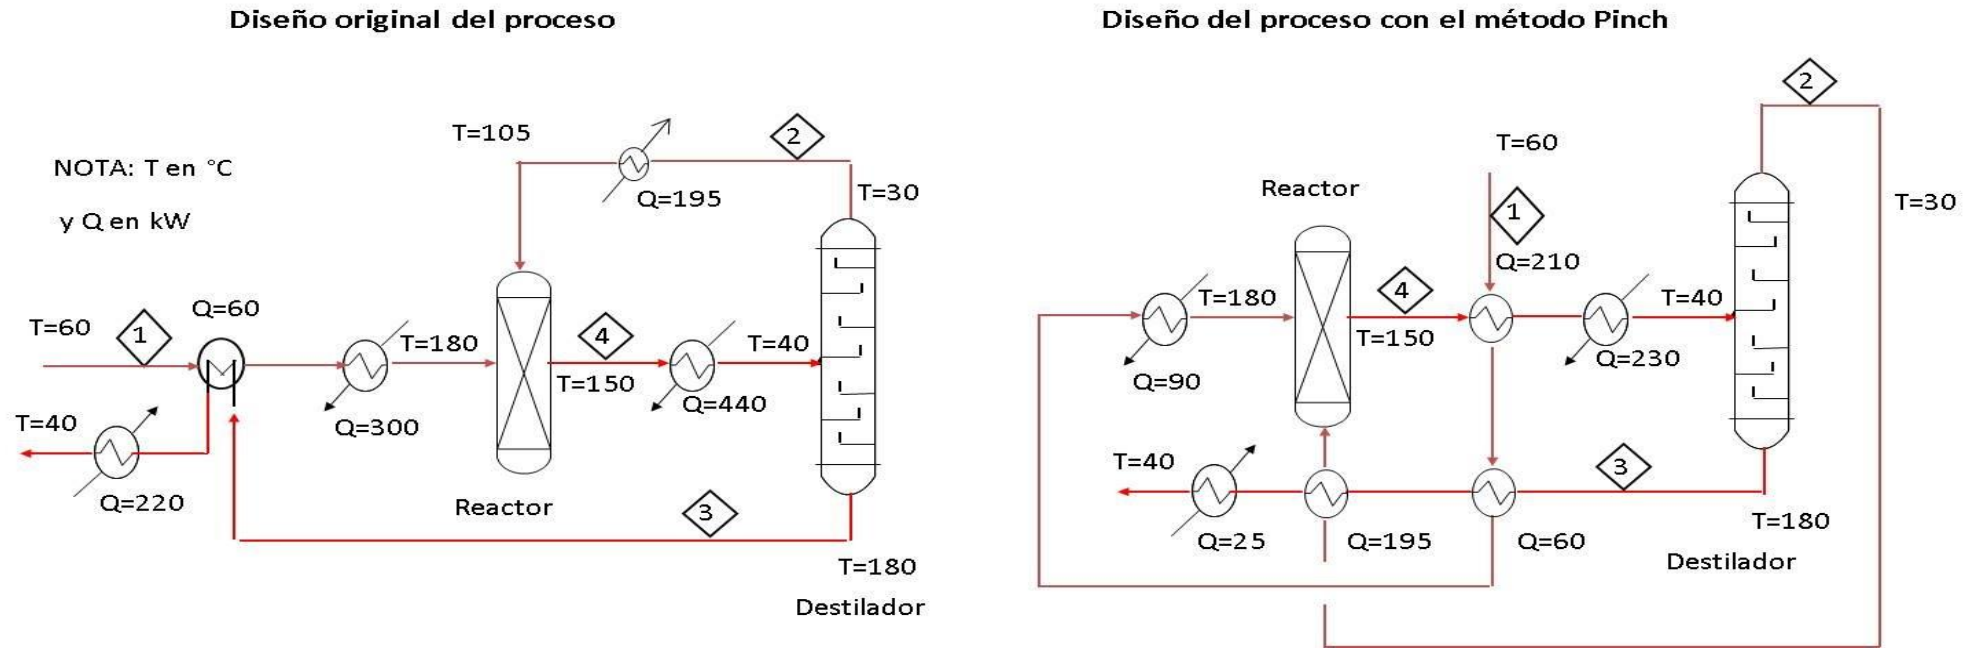 Diseño original del proceso
T=105
2
NOTA: T en °C
y Q en kW
Q=195
T=30
Q=60
T=60
1
T=180
4
T=40
T=150
Q=440
T=40
Q=300
Q=220
Reactor
3
T=180
Destilador
Diseño del proceso con el método Pinch
2
T=60
Reactor
1
T=30
Q=210
T=180
4
T=40
T=150
Q=230
Q=90
T=40
3
T=180
Q=25
Q=195
Q=60
Destilador